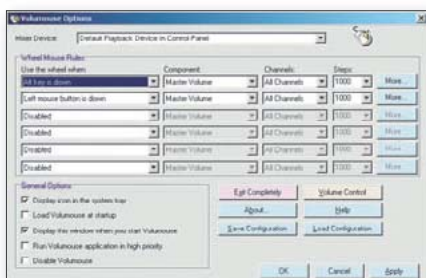 Volumouse Options
Mixer Device: Default Playback Device in Control Panel
Wheel Mouse Rules
Use the wheel when: Component: Channels: Steps:
Alt key is down Master Volume All Channels 1000 More...
Left mouse button is down Master Volume All Channels 1000 More...
Disabled Master Volume All Channels 1000 More...
Disabled Master Volume All Channels 1000 More...
Disabled Master Volume All Channels 1000 More...
Disabled Master Volume All Channels 1000 More...
General Options
Display icon in the system tray
Load Volumouse at startup
Display this window when you start Volumouse
Run Volumouse application in high priority
Disable Volumouse
Exit Completely Volume Control
About... Help
Save Configuration Load Configuration
OK Cancel Apply